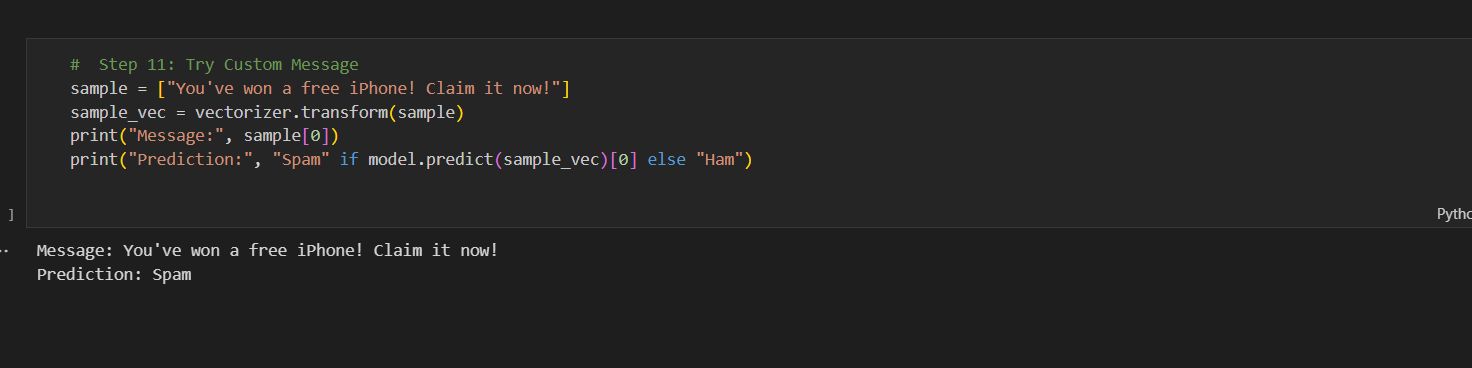 #  Step 11: Try Custom Message
sample = ["You've won a free iPhone! Claim it now!"]
sample_vec = vectorizer.transform(sample)
print("Message:", sample[0])
print("Prediction:", "Spam" if model.predict(sample_vec)[0] else "Ham")
]
Pytho
Message: You've won a free iPhone! Claim it now!
Prediction: Spam